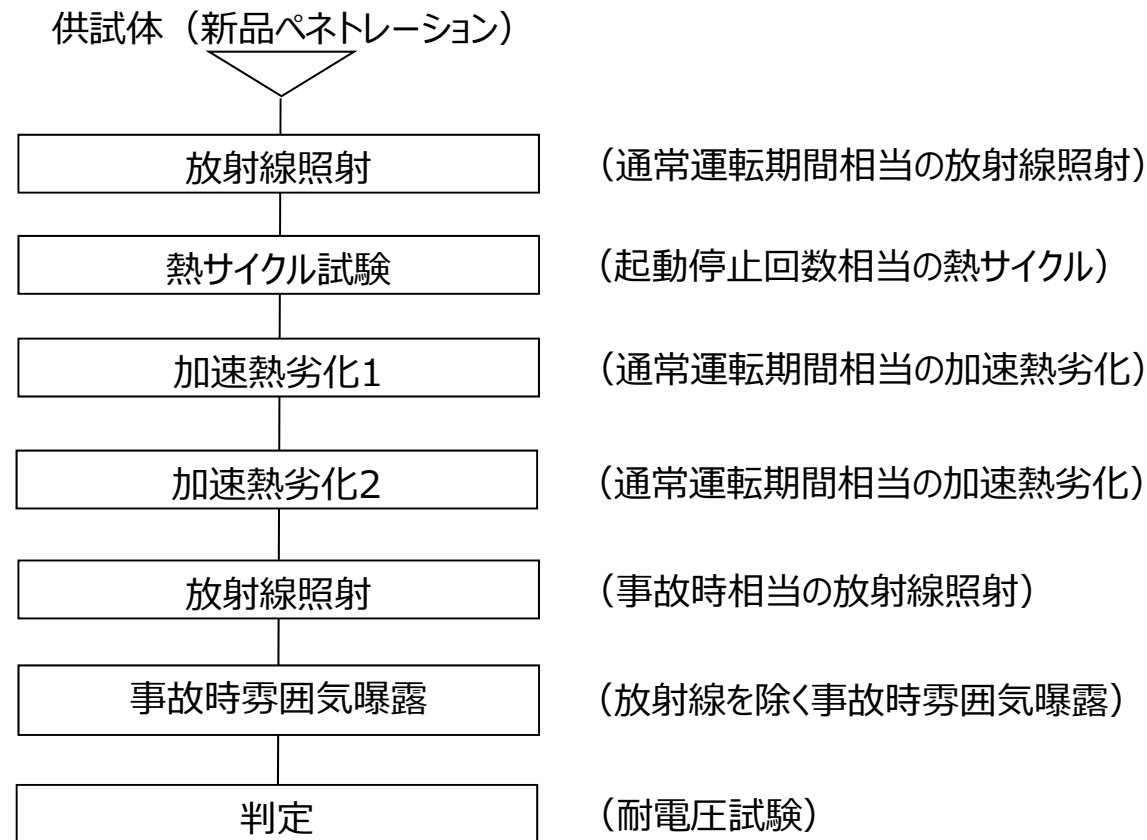 供試体（新品ペネトレーション）
放射線照射 （通常運転期間相当の放射線照射）
熱サイクル試験 （起動停止回数相当の熱サイクル）
加速熱劣化1 （通常運転期間相当の加速熱劣化）
加速熱劣化2 （通常運転期間相当の加速熱劣化）
放射線照射 （事故時相当の放射線照射）
事故時雰囲気曝露 （放射線を除く事故時雰囲気曝露）
判定 （耐電圧試験）